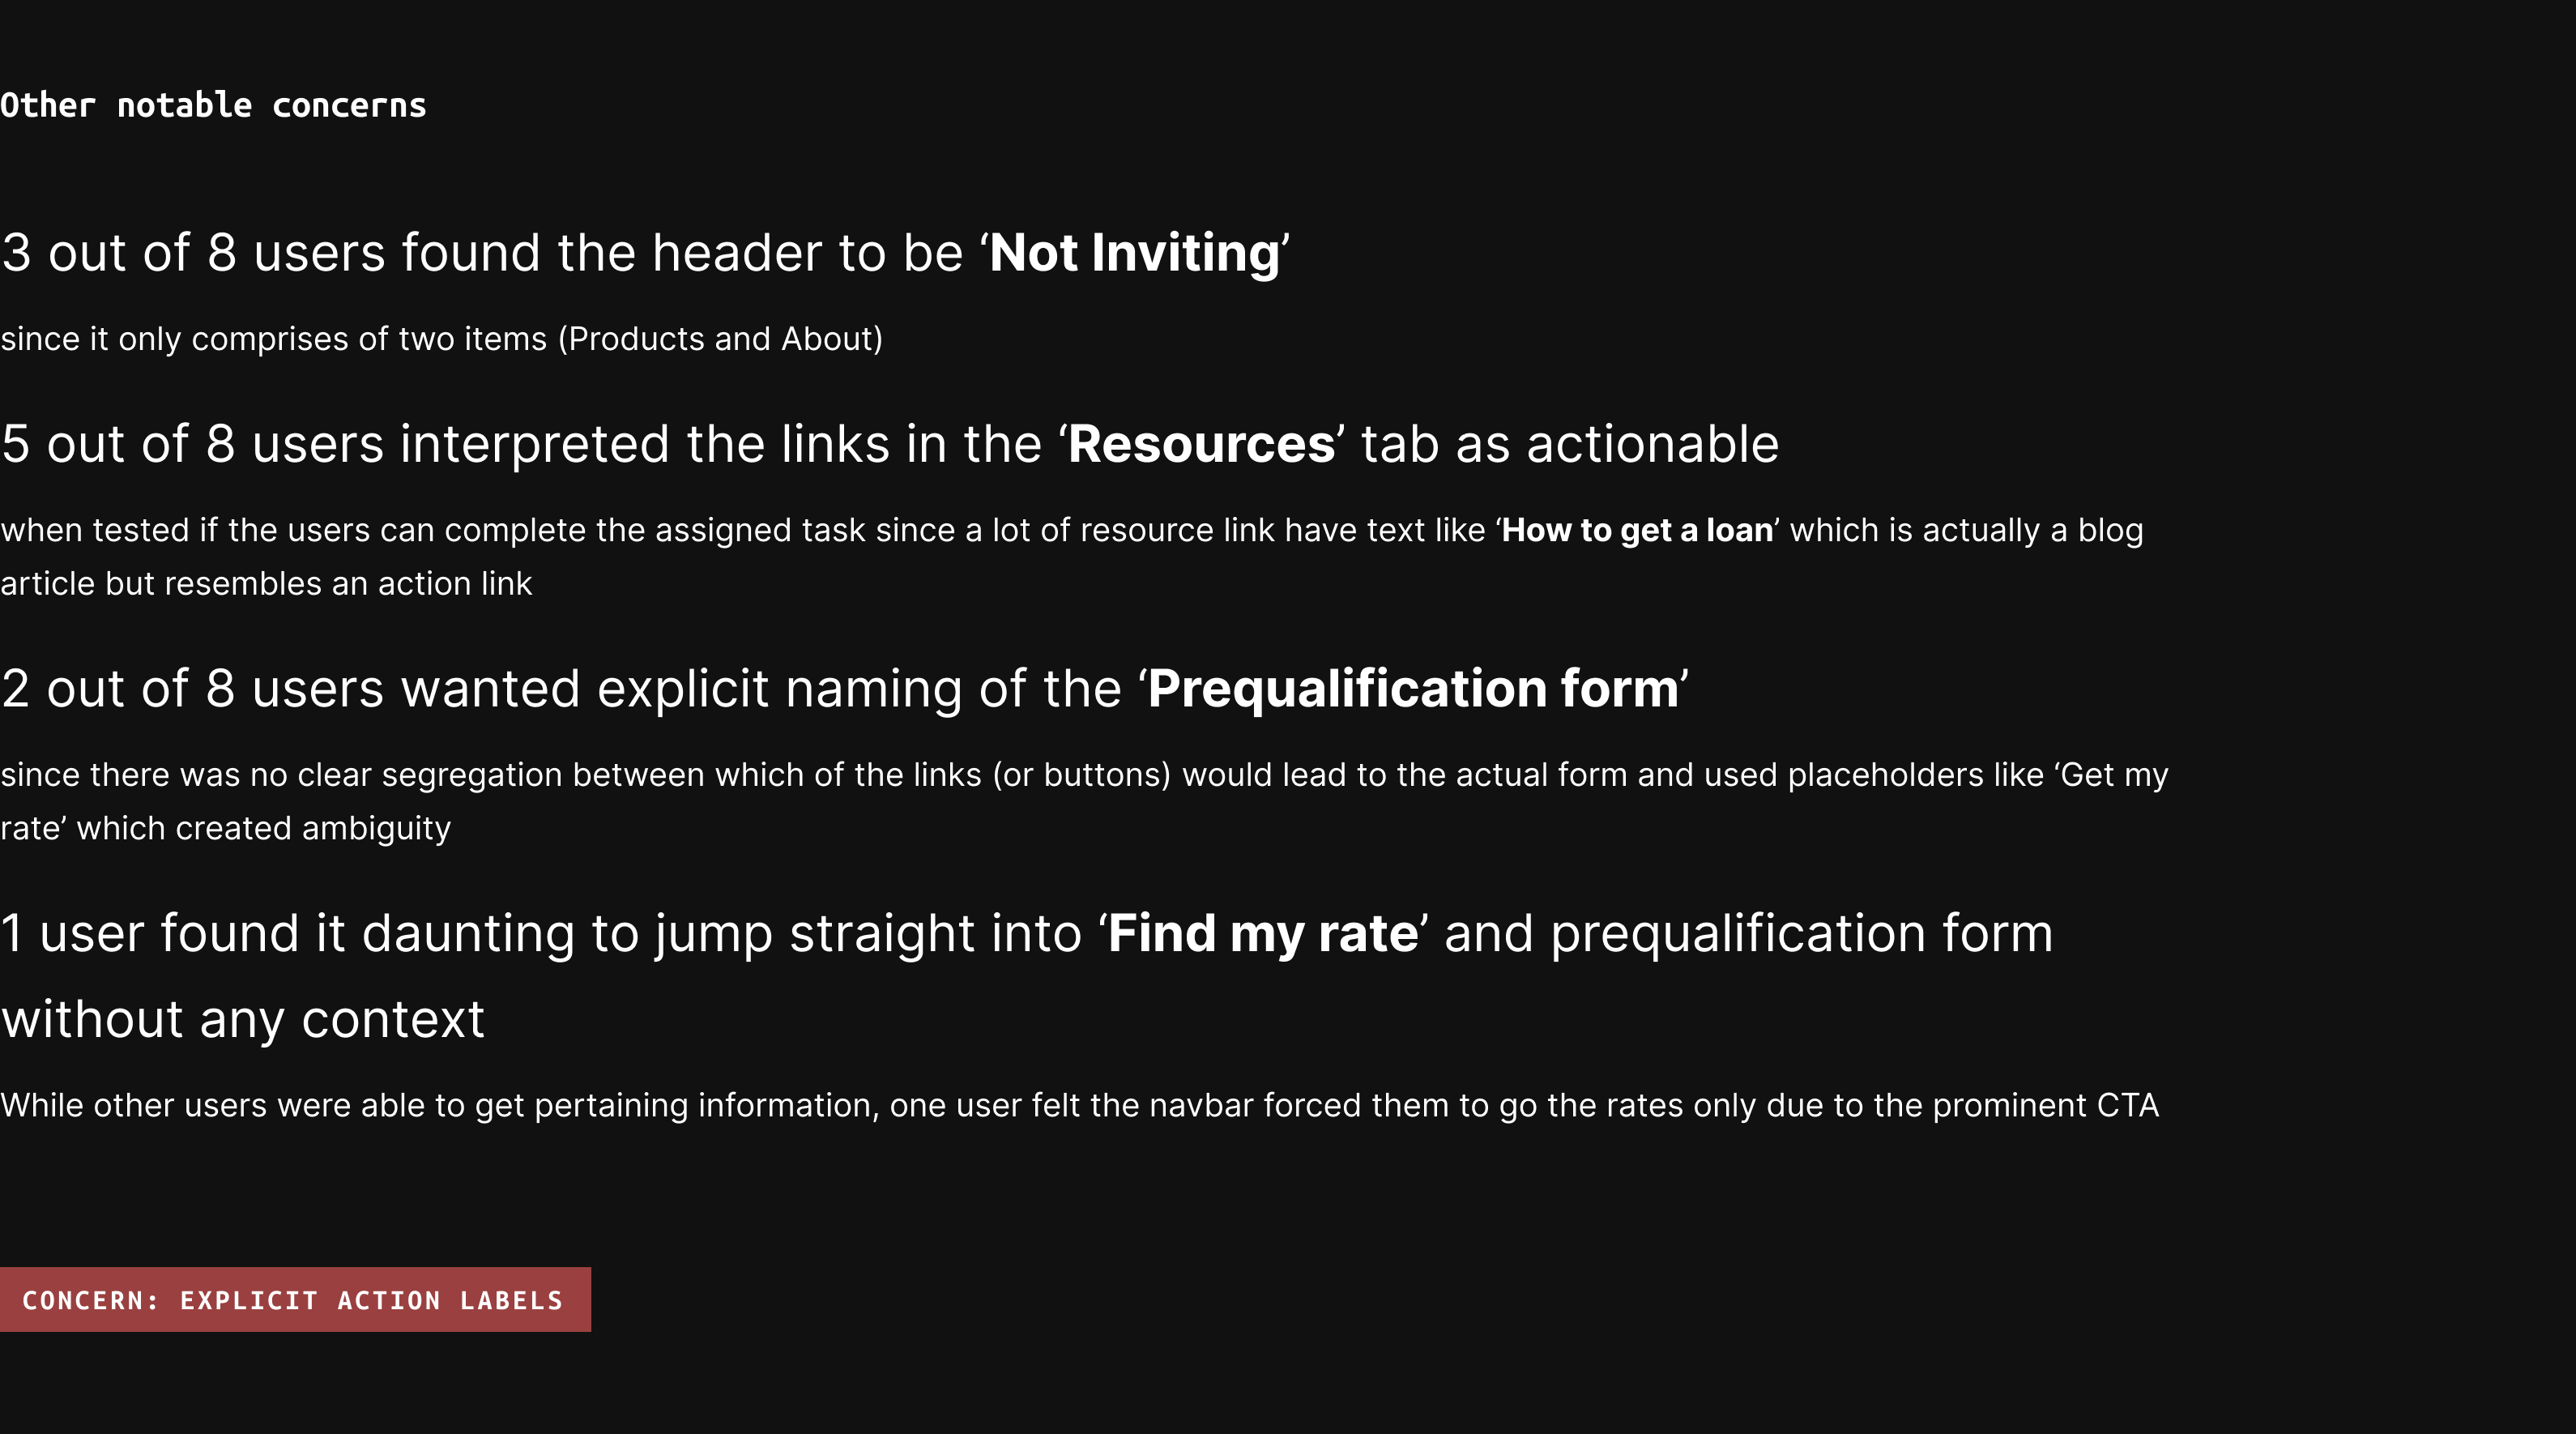 Other notable concerns
3 out of 8 users found the header to be ‘Not Inviting’
since it only comprises of two items (Products and About)
5 out of 8 users interpreted the links in the ‘Resources’ tab as actionable
when tested if the users can complete the assigned task since a lot of resource link have text like ‘How to get a loan’ which is actually a blog
article but resembles an action link
2 out of 8 users wanted explicit naming of the ‘Prequalification form’
since there was no clear segregation between which of the links (or buttons) would lead to the actual form and used placeholders like ‘Get my
rate’ which created ambiguity
1 user found it daunting to jump straight into ‘Find my rate’ and prequalification form
without any context
While other users were able to get pertaining information, one user felt the navbar forced them to go the rates only due to the prominent CTA
CONCERN: EXPLICIT ACTION LABELS